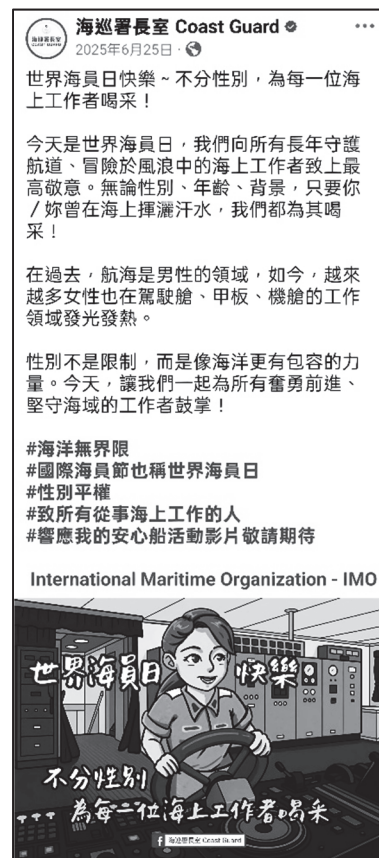 海巡署長室
海巡署長室 Coast Guard
2025年6月25日
世界海員日快樂~不分性別，為每一位海
上工作者喝采！
今天是世界海員日，我們向所有長年守護
航道、冒險於風浪中的海上工作者致上最
高敬意。無論性別、年齡、背景，只要你
／妳曾在海上揮灑汗水，我們都為其喝
采！
在過去，航海是男性的領域，如今，越來
越多女性也在駕駛艙、甲板、機艙的工作
領域發光發熱。
性別不是限制，而是像海洋更有包容的力
量。今天，讓我們一起為所有奮勇前進、
堅守海域的工作者鼓掌！
#海洋無界限
#國際海員節也稱世界海員日
#性別平權
#致所有從事海上工作的人
#響應我的安心船活動影片敬請期待
International Maritime Organization - IMO
世界海員日 快樂
不分性別
為每一位海上工作者喝采
海巡署長室 Coast Guard